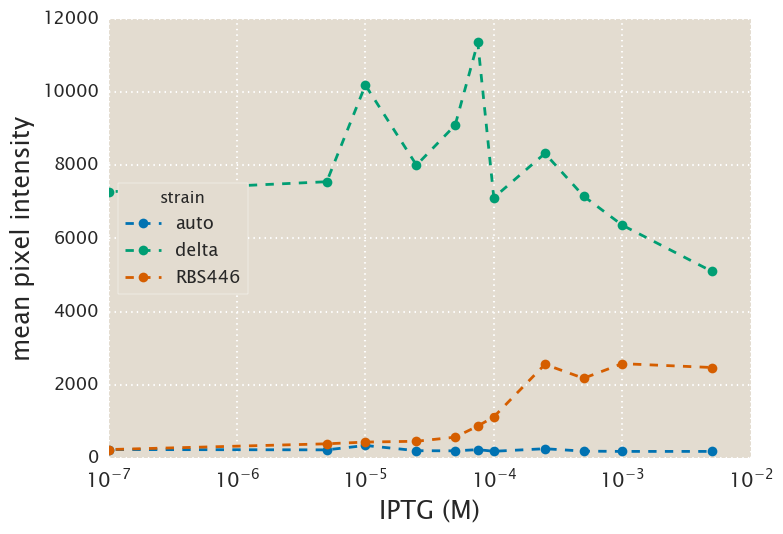 12000
10000
8000
6000
4000
2000
0
mean pixel intensity
strain
auto
delta
RBS446
10⁻⁷ 10⁻⁶ 10⁻⁵ 10⁻⁴ 10⁻³ 10⁻²
IPTG (M)